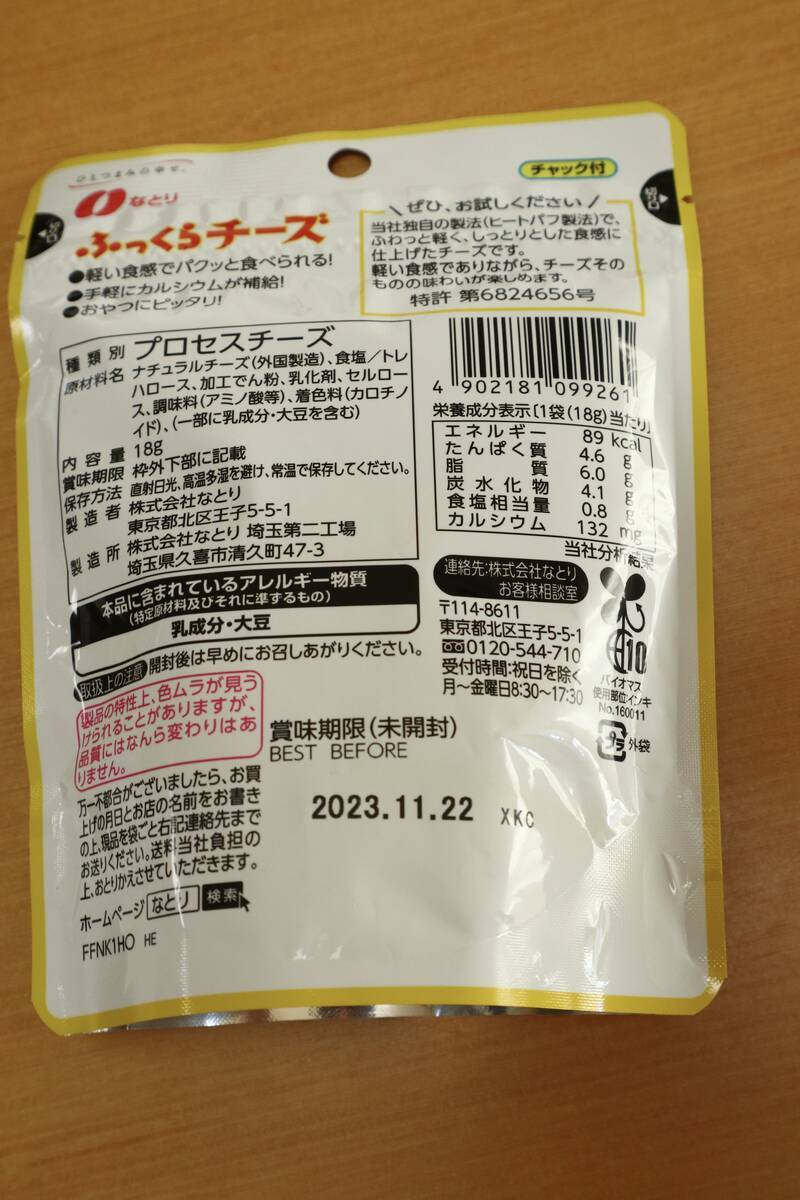 ひとつまみの幸せ。
なとり
ふっくらチーズ
●軽い食感でパクッと食べられる!
●手軽にカルシウムが補給!
●おやつにピッタリ!
チャック付
切り口
切り口
ぜひ、お試しください
当社独自の製法(ヒートパフ製法)で、
ふわっと軽く、しっとりとした食感に
仕上げたチーズです。
軽い食感でありながら、チーズその
ものの味わいが楽しめます。
特許 第6824656号
種類別 プロセスチーズ
原材料名 ナチュラルチーズ(外国製造)、食塩/トレ
ハロース、加工でん粉、乳化剤、セルロー
ス、調味料(アミノ酸等)、着色料(カロチノ
イド)、(一部に乳成分・大豆を含む)
内容量 18g
賞味期限 枠外下部に記載
保存方法 直射日光、高温多湿を避け、常温で保存してください。
製造者 株式会社なとり
東京都北区王子5-5-1
製造所 株式会社なとり 埼玉第二工場
埼玉県久喜市清久町47-3
本品に含まれているアレルギー物質
(特定原材料及びそれに準ずるもの)
乳成分・大豆
取扱上の注意 開封後は早めにお召しあがりください。
製品の特性上、色ムラが見う
けられることがありますが、
品質にはなんら変わりはあ
りません。
万一不都合がございましたら、お買
上げの月日とお店の名前をお書き
の上、現品を袋ごと右記連絡先まで
お送りください。送料当社負担の
上、おとりかえさせていただきます。
ホームページ なとり 検索
FFNK1HO HE
4 902181 099261
栄養成分表示〔1袋(18g)当たり〕
エネルギー 89 kcal
たんぱく質 4.6 g
脂質 6.0 g
炭水化物 4.1 g
食塩相当量 0.8 g
カルシウム 132 mg
当社分析結果
連絡先:株式会社なとり
お客様相談室
〒114-8611
東京都北区王子5-5-1
0120-544-710
受付時間:祝日を除く
月〜金曜日8:30〜17:30
10
バイオマス
使用部位:インキ
No.160011
プラ 外袋
賞味期限(未開封)
BEST BEFORE
2023.11.22 XKC